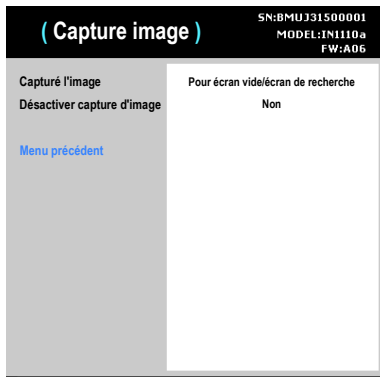 ( Capture image )
SN:BMUJ31500001
MODEL:IN1110a
FW:A06
Capturé l'image
Pour écran vide/écran de recherche
Désactiver capture d'image
Non
Menu précédent